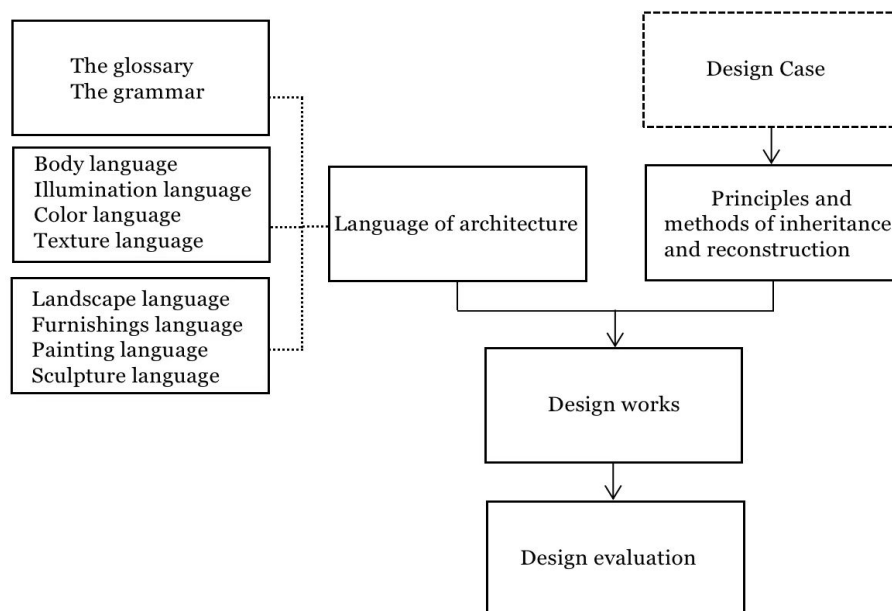 The glossary
The grammar
Body language
Illumination language
Color language
Texture language
Landscape language
Furnishings language
Painting language
Sculpture language
Language of architecture
Design Case
Principles and
methods of inheritance
and reconstruction
Design works
Design evaluation